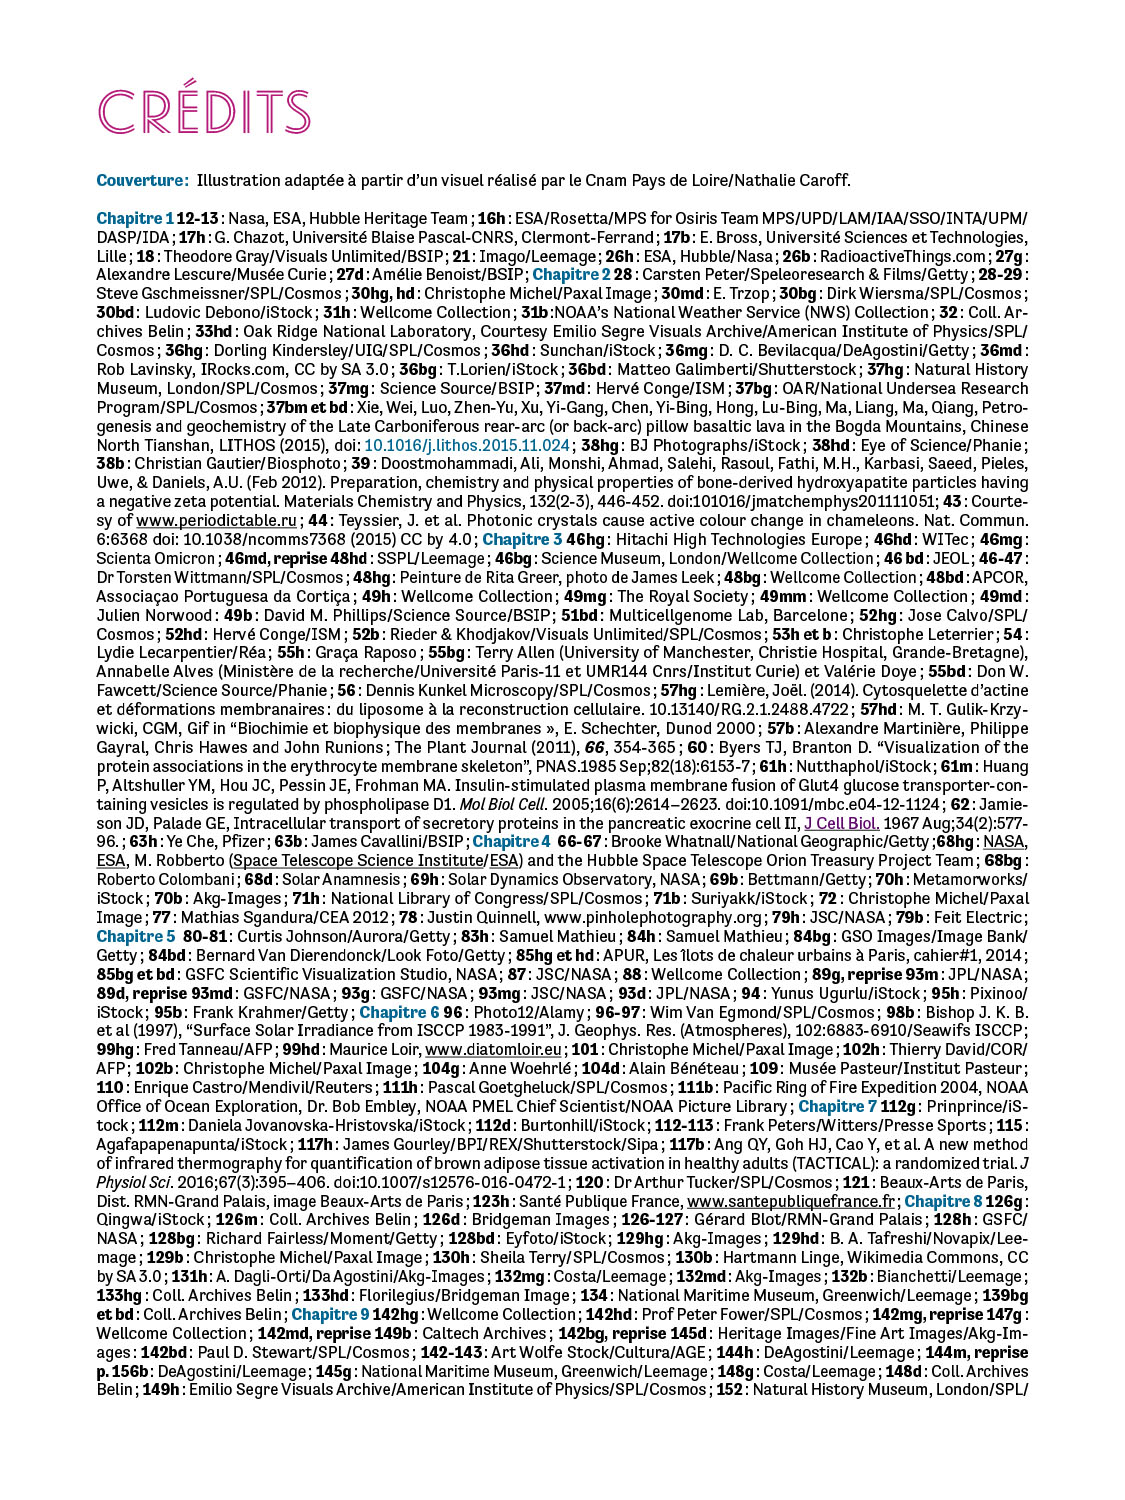 CRÉDITS
Couverture : Illustration adaptée à partir d'un visuel réalisé par le Cnam Pays de Loire/Nathalie Caroff.
Chapitre 1 12-13 : Nasa, ESA, Hubble Heritage Team ; 16h : ESA/Rosetta/MPS for Osiris Team MPS/UPD/LAM/IAA/SSO/INTA/UPM/
DASP/IDA ; 17h : G. Chazot, Université Blaise Pascal-CNRS, Clermont-Ferrand ; 17b : E. Bross, Université Sciences et Technologies,
Lille ; 18 : Theodore Gray/Visuals Unlimited/BSIP ; 21 : Imago/Leemage ; 26h : ESA, Hubble/Nasa ; 26b : RadioactiveThings.com ; 27g :
Alexandre Lescure/Musée Curie ; 27d : Amélie Benoist/BSIP ; Chapitre 2 28 : Carsten Peter/Speleoresearch & Films/Getty ; 28-29 :
Steve Gschmeissner/SPL/Cosmos ; 30hg, hd : Christophe Michel/Paxal Image ; 30md : E. Trzop ; 30bg : Dirk Wiersma/SPL/Cosmos ;
30bd : Ludovic Debono/iStock ; 31h : Wellcome Collection ; 31b :NOAA's National Weather Service (NWS) Collection ; 32 : Coll. Ar-
chives Belin ; 33hd : Oak Ridge National Laboratory, Courtesy Emilio Segre Visuals Archive/American Institute of Physics/SPL/
Cosmos ; 36hg : Dorling Kindersley/UIG/SPL/Cosmos ; 36hd : Sunchan/iStock ; 36mg : D. C. Bevilacqua/DeAgostini/Getty ; 36md :
Rob Lavinsky, IRocks.com, CC by SA 3.0 ; 36bg : T.Lorien/iStock ; 36bd : Matteo Galimberti/Shutterstock ; 37hg : Natural History
Museum, London/SPL/Cosmos ; 37mg : Science Source/BSIP ; 37md : Hervé Conge/ISM ; 37bg : OAR/National Undersea Research
Program/SPL/Cosmos ; 37bm et bd : Xie, Wei, Luo, Zhen-Yu, Xu, Yi-Gang, Chen, Yi-Bing, Hong, Lu-Bing, Ma, Liang, Ma, Qiang, Petro-
genesis and geochemistry of the Late Carboniferous rear-arc (or back-arc) pillow basaltic lava in the Bogda Mountains, Chinese
North Tianshan, LITHOS (2015), doi: 10.1016/j.lithos.2015.11.024 ; 38hg : BJ Photographs/iStock ; 38hd : Eye of Science/Phanie ;
38b : Christian Gautier/Biosphoto ; 39 : Doostmohammadi, Ali, Monshi, Ahmad, Salehi, Rasoul, Fathi, M.H., Karbasi, Saeed, Pieles,
Uwe, & Daniels, A.U. (Feb 2012). Preparation, chemistry and physical properties of bone-derived hydroxyapatite particles having
a negative zeta potential. Materials Chemistry and Physics, 132(2-3), 446-452. doi:101016/jmatchemphys201111051; 43 : Courte-
sy of www.periodictable.ru ; 44 : Teyssier, J. et al. Photonic crystals cause active colour change in chameleons. Nat. Commun.
6:6368 doi: 10.1038/ncomms7368 (2015) CC by 4.0 ; Chapitre 3 46hg : Hitachi High Technologies Europe ; 46hd : WITec ; 46mg :
Scienta Omicron ; 46md, reprise 48hd : SSPL/Leemage ; 46bg : Science Museum, London/Wellcome Collection ; 46 bd : JEOL ; 46-47 :
Dr Torsten Wittmann/SPL/Cosmos ; 48hg : Peinture de Rita Greer, photo de James Leek ; 48bg : Wellcome Collection ; 48bd : APCOR,
Associaçao Portuguesa da Cortiça ; 49h : Wellcome Collection ; 49mg : The Royal Society ; 49mm : Wellcome Collection ; 49md :
Julien Norwood : 49b : David M. Phillips/Science Source/BSIP ; 51bd : Multicellgenome Lab, Barcelone ; 52hg : Jose Calvo/SPL/
Cosmos ; 52hd : Hervé Conge/ISM ; 52b : Rieder & Khodjakov/Visuals Unlimited/SPL/Cosmos ; 53h et b : Christophe Leterrier ; 54 :
Lydie Lecarpentier/Réa ; 55h : Graça Raposo ; 55bg : Terry Allen (University of Manchester, Christie Hospital, Grande-Bretagne),
Annabelle Alves (Ministère de la recherche/Université Paris-11 et UMR144 Cnrs/Institut Curie) et Valérie Doye ; 55bd : Don W.
Fawcett/Science Source/Phanie ; 56 : Dennis Kunkel Microscopy/SPL/Cosmos ; 57hg : Lemière, Joël. (2014). Cytosquelette d'actine
et déformations membranaires : du liposome à la reconstruction cellulaire. 10.13140/RG.2.1.2488.4722 ; 57hd : M. T. Gulik-Krzy-
wicki, CGM, Gif in “Biochimie et biophysique des membranes », E. Schechter, Dunod 2000 ; 57b : Alexandre Martinière, Philippe
Gayral, Chris Hawes and John Runions ; The Plant Journal (2011), 66, 354-365 ; 60 : Byers TJ, Branton D. “Visualization of the
protein associations in the erythrocyte membrane skeleton”, PNAS.1985 Sep;82(18):6153-7 ; 61h : Nutthaphol/iStock ; 61m : Huang
P, Altshuller YM, Hou JC, Pessin JE, Frohman MA. Insulin-stimulated plasma membrane fusion of Glut4 glucose transporter-con-
taining vesicles is regulated by phospholipase D1. Mol Biol Cell. 2005;16(6):2614–2623. doi:10.1091/mbc.e04-12-1124 ; 62 : Jamie-
son JD, Palade GE, Intracellular transport of secretory proteins in the pancreatic exocrine cell II, J Cell Biol. 1967 Aug;34(2):577-
96. ; 63h : Ye Che, Pfizer ; 63b : James Cavallini/BSIP ; Chapitre 4 66-67 : Brooke Whatnall/National Geographic/Getty ;68hg : NASA,
ESA, M. Robberto (Space Telescope Science Institute/ESA) and the Hubble Space Telescope Orion Treasury Project Team ; 68bg :
Roberto Colombani ; 68d : Solar Anamnesis ; 69h : Solar Dynamics Observatory, NASA ; 69b : Bettmann/Getty ; 70h : Metamorworks/
iStock ; 70b : Akg-Images ; 71h : National Library of Congress/SPL/Cosmos ; 71b : Suriyakk/iStock ; 72 : Christophe Michel/Paxal
Image ; 77 : Mathias Sgandura/CEA 2012 ; 78 : Justin Quinnell, www.pinholephotography.org ; 79h : JSC/NASA ; 79b : Feit Electric ;
Chapitre 5 80-81 : Curtis Johnson/Aurora/Getty ; 83h : Samuel Mathieu ; 84h : Samuel Mathieu ; 84bg : GSO Images/Image Bank/
Getty ; 84bd : Bernard Van Dierendonck/Look Foto/Getty ; 85hg et hd : APUR, Les îlots de chaleur urbains à Paris, cahier#1, 2014 ;
85bg et bd : GSFC Scientific Visualization Studio, NASA ; 87 : JSC/NASA ; 88 : Wellcome Collection ; 89g, reprise 93m : JPL/NASA ;
89d, reprise 93md : GSFC/NASA ; 93g : GSFC/NASA ; 93mg : JSC/NASA ; 93d : JPL/NASA ; 94 : Yunus Ugurlu/iStock ; 95h : Pixinoo/
iStock ; 95b : Frank Krahmer/Getty ; Chapitre 6 96 : Photo12/Alamy ; 96-97 : Wim Van Egmond/SPL/Cosmos ; 98b : Bishop J. K. B.
et al (1997), “Surface Solar Irradiance from ISCCP 1983-1991”, J. Geophys. Res. (Atmospheres), 102:6883-6910/Seawifs ISCCP ;
99hg : Fred Tanneau/AFP ; 99hd : Maurice Loir, www.diatomloir.eu ; 101 : Christophe Michel/Paxal Image ; 102h : Thierry David/COR/
AFP ; 102b : Christophe Michel/Paxal Image ; 104g : Anne Woehrlé ; 104d : Alain Bénéteau ; 109 : Musée Pasteur/Institut Pasteur ;
110 : Enrique Castro/Mendivil/Reuters ; 111h : Pascal Goetgheluck/SPL/Cosmos ; 111b : Pacific Ring of Fire Expedition 2004, NOAA
Office of Ocean Exploration, Dr. Bob Embley, NOAA PMEL Chief Scientist/NOAA Picture Library ; Chapitre 7 112g : Prinprince/iS-
tock ; 112m : Daniela Jovanovska-Hristovska/iStock ; 112d : Burtonhill/iStock ; 112-113 : Frank Peters/Witters/Presse Sports ; 115 :
Agafapapenapunta/iStock ; 117h : James Gourley/BPI/REX/Shutterstock/Sipa ; 117b : Ang QY, Goh HJ, Cao Y, et al. A new method
of infrared thermography for quantification of brown adipose tissue activation in healthy adults (TACTICAL): a randomized trial. J
Physiol Sci. 2016;67(3):395–406. doi:10.1007/s12576-016-0472-1 ; 120 : Dr Arthur Tucker/SPL/Cosmos ; 121 : Beaux-Arts de Paris,
Dist. RMN-Grand Palais, image Beaux-Arts de Paris ; 123h : Santé Publique France, www.santepubliquefrance.fr ; Chapitre 8 126g :
Qingwa/iStock ; 126m : Coll. Archives Belin ; 126d : Bridgeman Images ; 126-127 : Gérard Blot/RMN-Grand Palais ; 128h : GSFC/
NASA ; 128bg : Richard Fairless/Moment/Getty ; 128bd : Eyfoto/iStock ; 129hg : Akg-Images ; 129hd : B. A. Tafreshi/Novapix/Lee-
mage ; 129b : Christophe Michel/Paxal Image ; 130h : Sheila Terry/SPL/Cosmos ; 130b : Hartmann Linge, Wikimedia Commons, CC
by SA 3.0 ; 131h : A. Dagli-Orti/Da Agostini/Akg-Images ; 132mg : Costa/Leemage ; 132md : Akg-Images ; 132b : Bianchetti/Leemage ;
133hg : Coll. Archives Belin ; 133hd : Florilegius/Bridgeman Image ; 134 : National Maritime Museum, Greenwich/Leemage ; 139bg
et bd : Coll. Archives Belin ; Chapitre 9 142hg : Wellcome Collection ; 142hd : Prof Peter Fower/SPL/Cosmos ; 142mg, reprise 147g :
Wellcome Collection ; 142md, reprise 149b : Caltech Archives ; 142bg, reprise 145d : Heritage Images/Fine Art Images/Akg-Im-
ages : 142bd : Paul D. Stewart/SPL/Cosmos ; 142-143 : Art Wolfe Stock/Cultura/AGE ; 144h : DeAgostini/Leemage ; 144m, reprise
p. 156b : DeAgostini/Leemage ; 145g : National Maritime Museum, Greenwich/Leemage ; 148g : Costa/Leemage ; 148d : Coll. Archives
Belin ; 149h : Emilio Segre Visuals Archive/American Institute of Physics/SPL/Cosmos ; 152 : Natural History Museum, London/SPL/